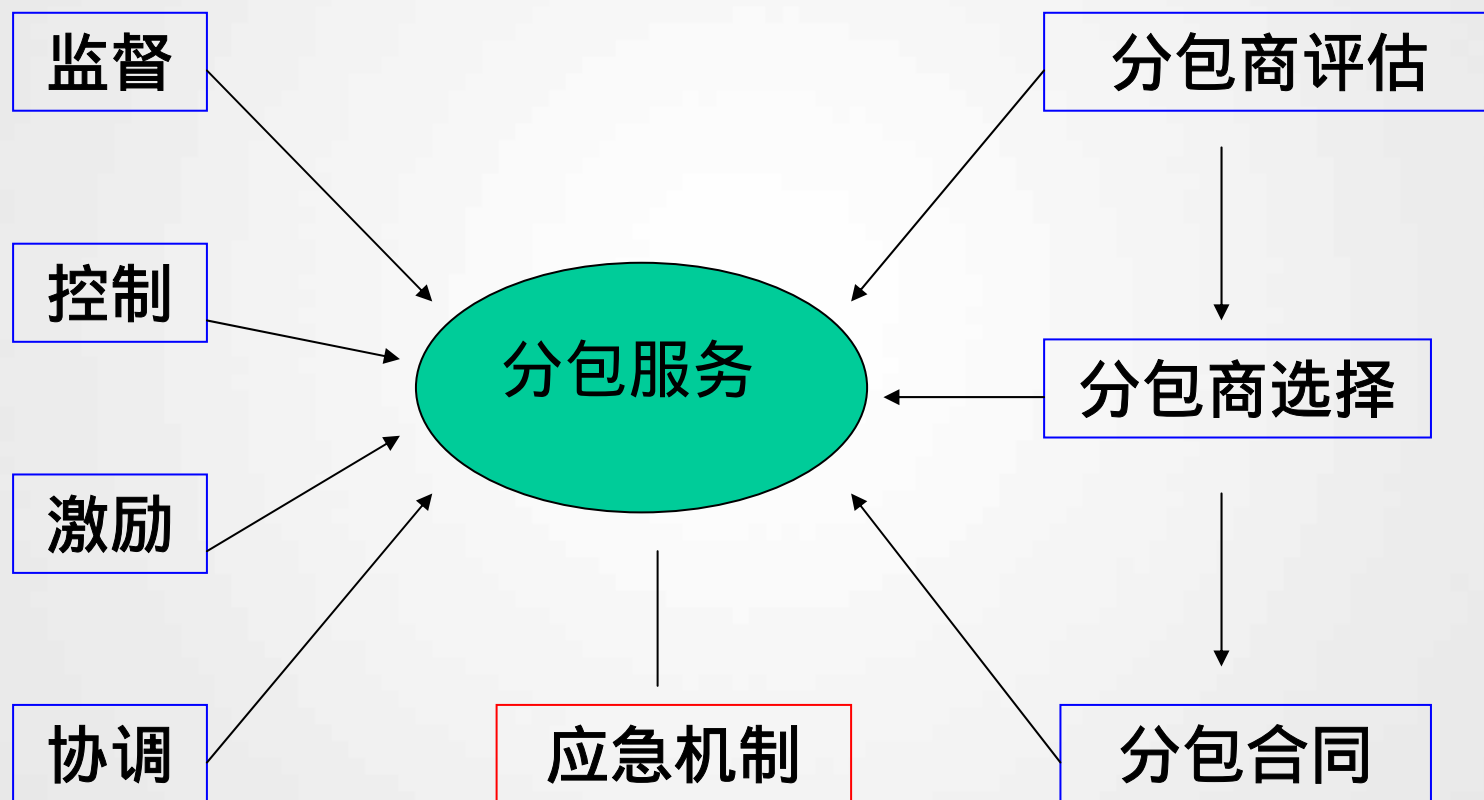 监督
分包商评估
控制
分包服务
分包商选择
激励
协调
应急机制
分包合同